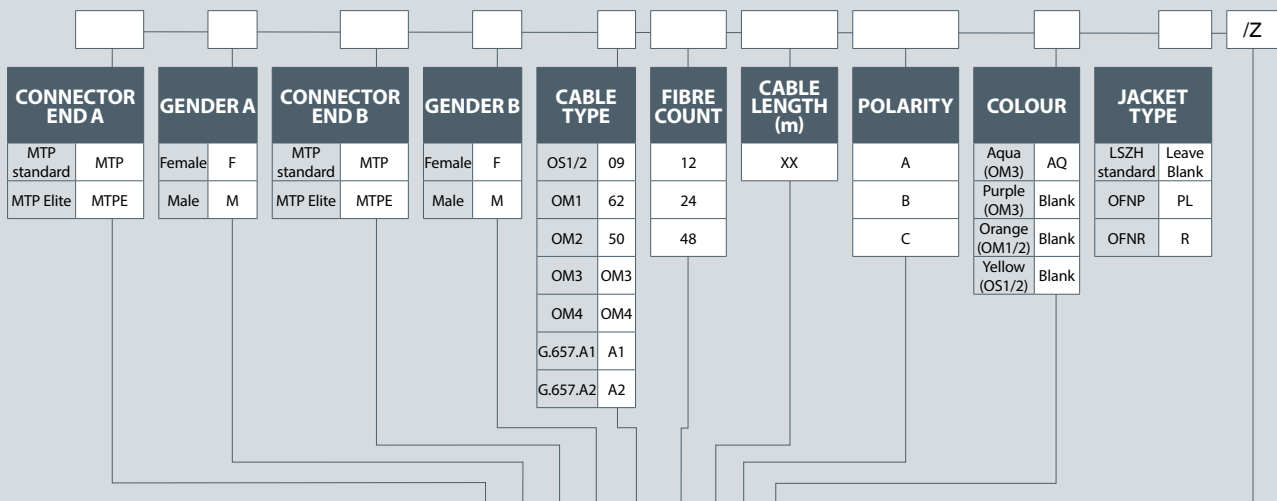 /Z
CONNECTOR
END A
MTP
standard
MTP
MTP Elite
MTPE
GENDER A
Female
F
Male
M
CONNECTOR
END B
MTP
standard
MTP
MTP Elite
MTPE
GENDER B
Female
F
Male
M
CABLE
TYPE
OS1/2
09
OM1
62
OM2
50
OM3
OM3
OM4
OM4
G.657.A1
A1
G.657.A2
A2
FIBRE
COUNT
12
24
48
CABLE
LENGTH
(m)
XX
POLARITY
A
B
C
COLOUR
Aqua
(OM3)
AQ
Purple
(OM3)
Blank
Orange
(OM1/2)
Blank
Yellow
(OS1/2)
Blank
JACKET
TYPE
LSZH
standard
Leave
Blank
OFNP
PL
OFNR
R